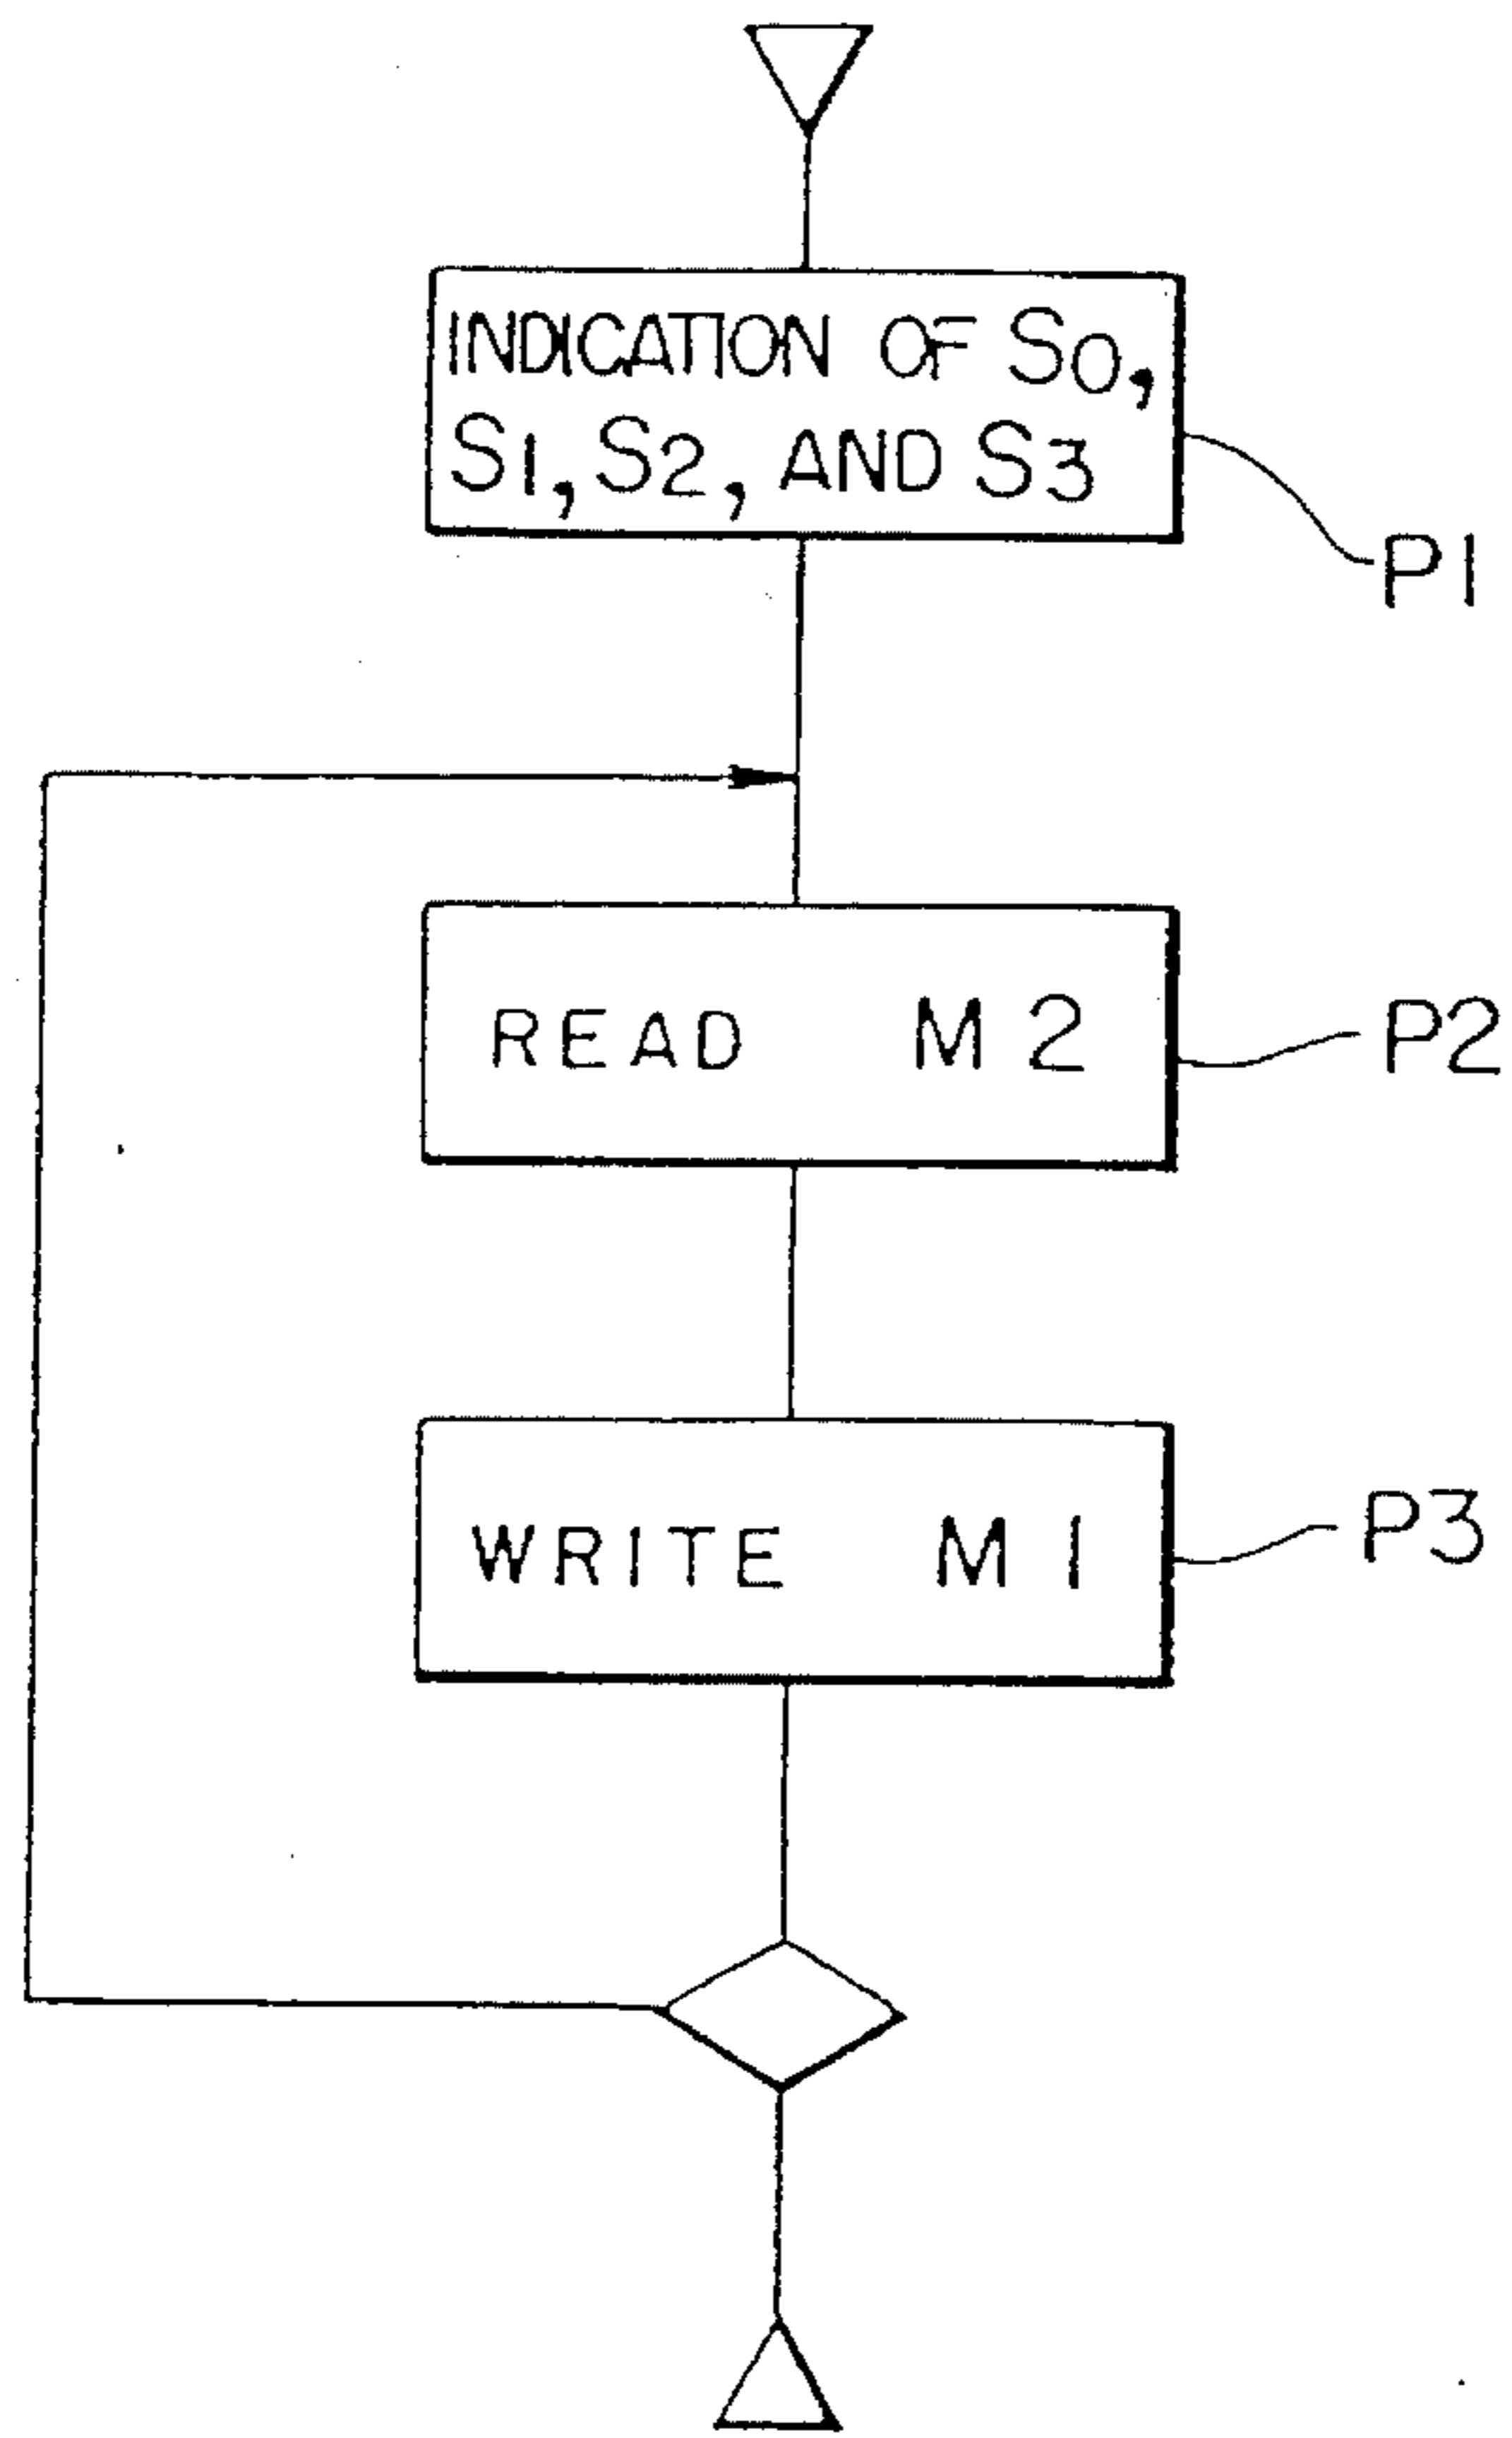 INDICATION OF S0,
S1, S2, AND S3
P1
READ M2
P2
WRITE M1
P3